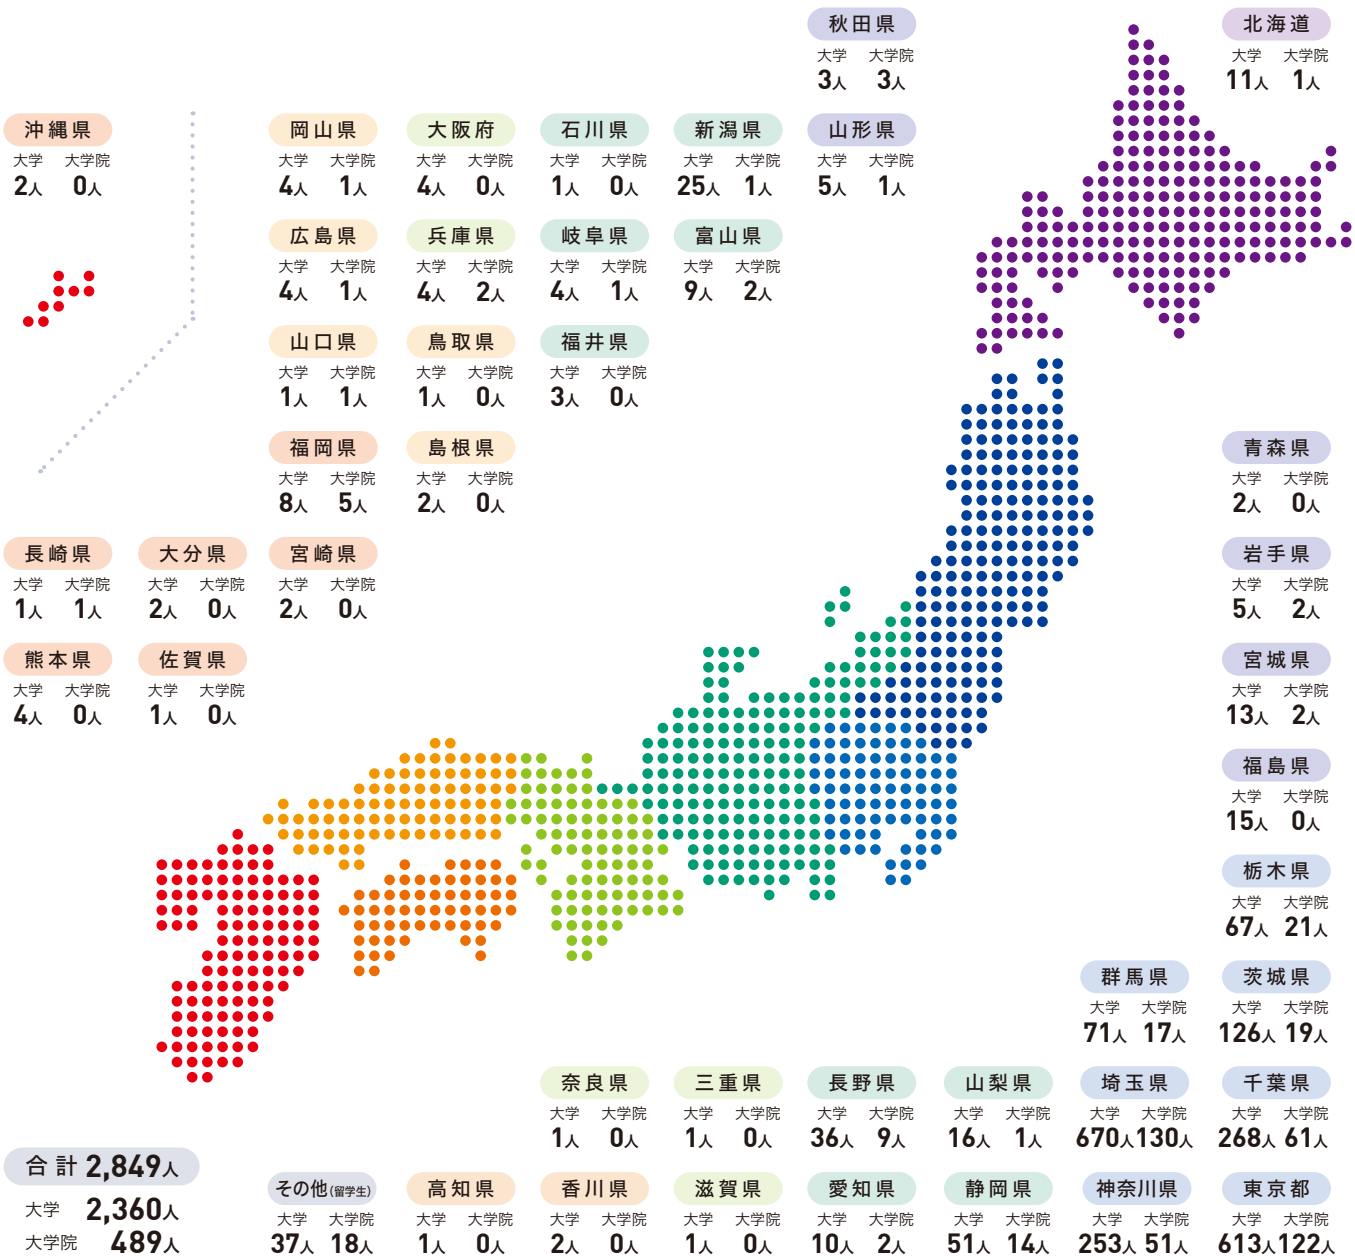 秋田県
大学 大学院
3人 3人
北海道
大学 大学院
11人 1人
沖縄県
大学 大学院
2人 0人
岡山県
大学 大学院
4人 1人
大阪府
大学 大学院
4人 0人
石川県
大学 大学院
1人 0人
新潟県
大学 大学院
25人 1人
山形県
大学 大学院
5人 1人
広島県
大学 大学院
4人 1人
兵庫県
大学 大学院
4人 2人
岐阜県
大学 大学院
4人 1人
富山県
大学 大学院
9人 2人
山口県
大学 大学院
1人 1人
鳥取県
大学 大学院
1人 0人
福井県
大学 大学院
3人 0人
福岡県
大学 大学院
8人 5人
島根県
大学 大学院
2人 0人
青森県
大学 大学院
2人 0人
長崎県
大学 大学院
1人 1人
大分県
大学 大学院
2人 0人
宮崎県
大学 大学院
2人 0人
岩手県
大学 大学院
5人 2人
熊本県
大学 大学院
4人 0人
佐賀県
大学 大学院
1人 0人
宮城県
大学 大学院
13人 2人
福島県
大学 大学院
15人 0人
栃木県
大学 大学院
67人 21人
群馬県
大学 大学院
71人 17人
茨城県
大学 大学院
126人 19人
奈良県
大学 大学院
1人 0人
三重県
大学 大学院
1人 0人
長野県
大学 大学院
36人 9人
山梨県
大学 大学院
16人 1人
埼玉県
大学 大学院
670人 130人
千葉県
大学 大学院
268人 61人
合計 2,849人
大学 2,360人
大学院 489人
その他(留学生)
大学 大学院
37人 18人
高知県
大学 大学院
1人 0人
香川県
大学 大学院
2人 0人
滋賀県
大学 大学院
1人 0人
愛知県
大学 大学院
10人 2人
静岡県
大学 大学院
51人 14人
神奈川県
大学 大学院
253人 51人
東京都
大学 大学院
613人 122人